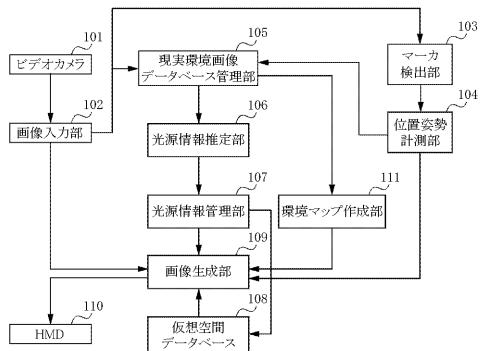 101
ビデオカメラ
102
画像入力部
105
現実環境画像
データベース管理部
103
マーカ
検出部
104
位置姿勢
計測部
106
光源情報推定部
107
光源情報管理部
111
環境マップ作成部
109
画像生成部
110
HMD
108
仮想空間
データベース